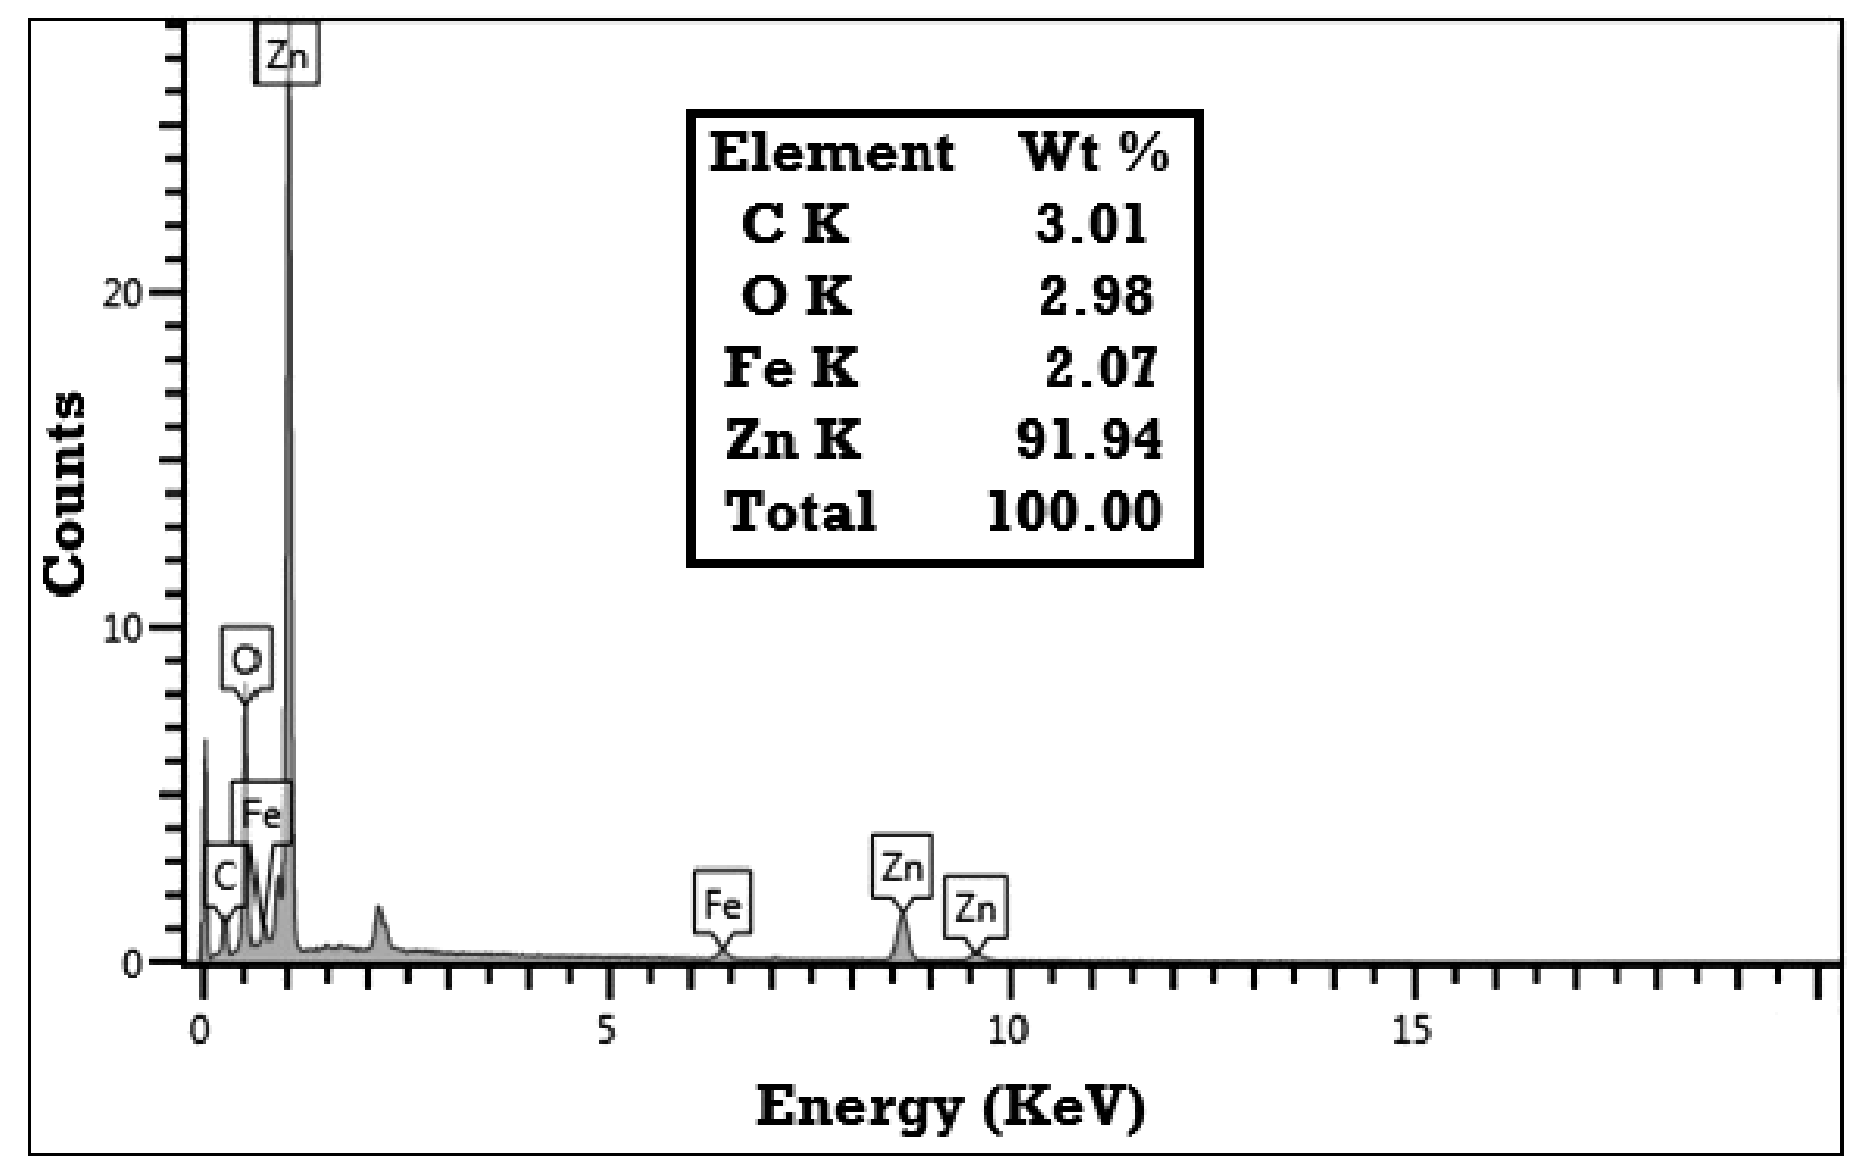 Zn
Element Wt %
C K 3.01
O K 2.98
Fe K 2.07
Zn K 91.94
Total 100.00
20
Counts
10
O
Fe
C
Zn
Fe
Zn
0
0 5 10 15
Energy (KeV)